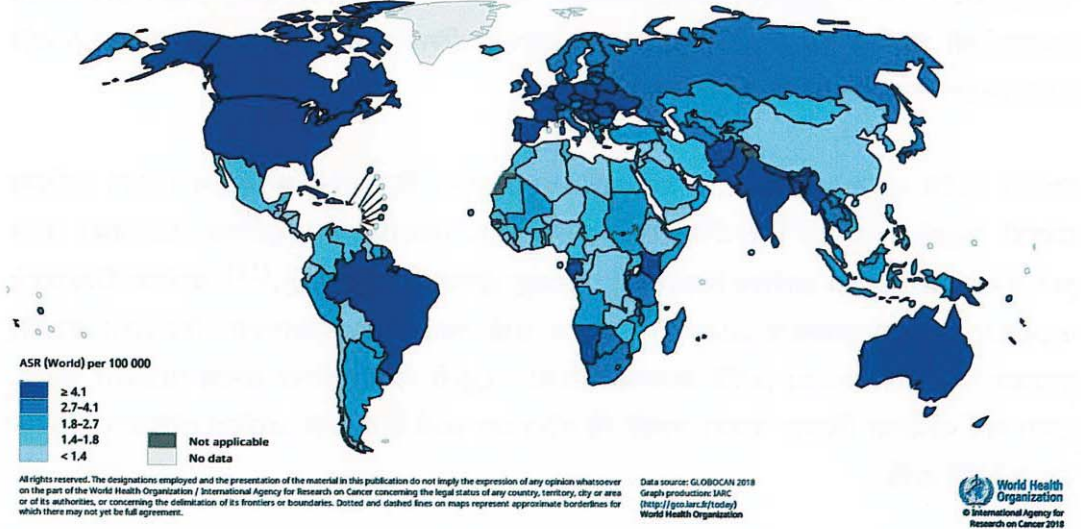 ASR (World) per 100 000
≥ 4.1
2.7–4.1
1.8–2.7
1.4–1.8
< 1.4
Not applicable
No data
All rights reserved. The designations employed and the presentation of the material in this publication do not imply the expression of any opinion whatsoever
on the part of the World Health Organization / International Agency for Research on Cancer concerning the legal status of any country, territory, city or area
or of its authorities, or concerning the delimitation of its frontiers or boundaries. Dotted and dashed lines on maps represent approximate borderlines for
which there may not yet be full agreement.
Data source: GLOBOCAN 2018
Graph production: IARC
(http://gco.iarc.fr/today)
World Health Organization
World Health
Organization
© International Agency for
Research on Cancer 2018